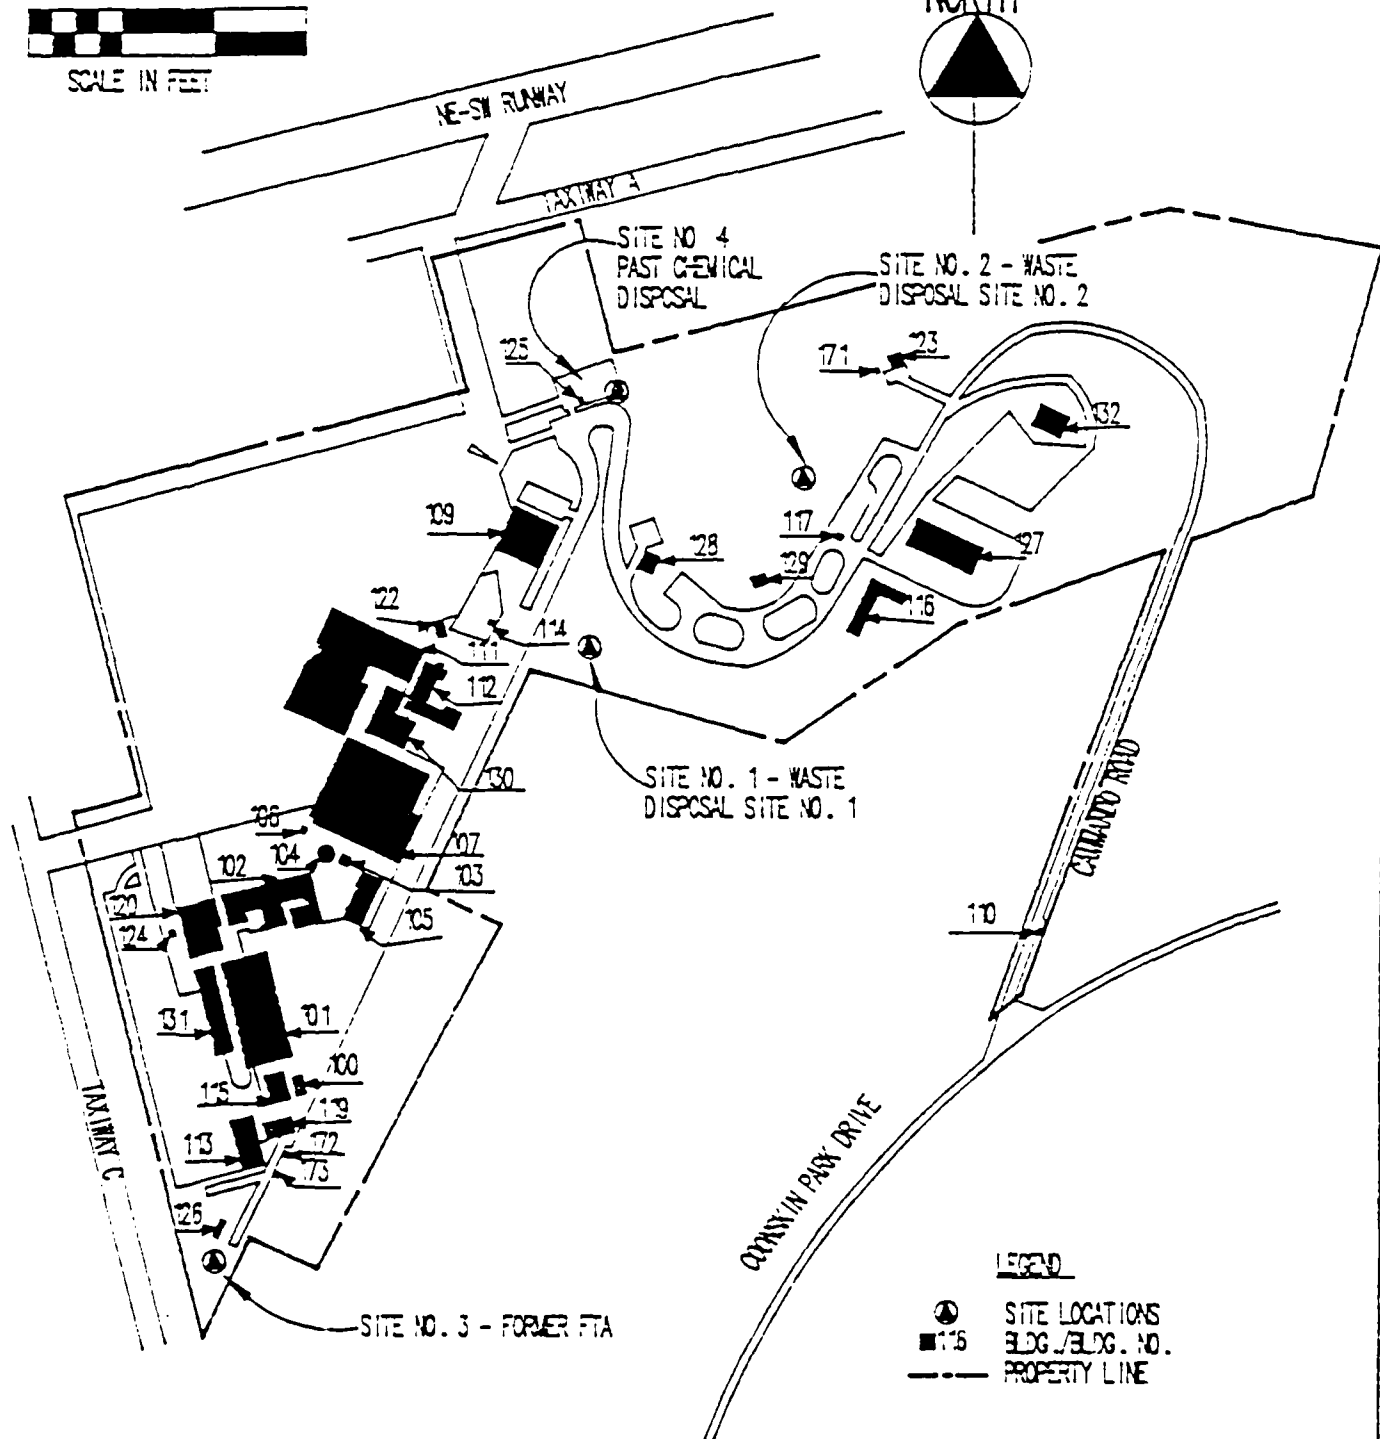 NORTH
SCALE IN FEET
NE-SW RUNWAY
TAXIWAY A
SITE NO 4
PAST CHEMICAL
DISPOSAL
SITE NO. 2 - WASTE
DISPOSAL SITE NO. 2
125
171
123
132
109
117
127
128
129
116
122
114
111
112
130
SITE NO. 1 - WASTE
DISPOSAL SITE NO. 1
107
104
102
103
105
120
124
110
131
101
100
115
119
113
172
173
126
TAXIWAY C
COONSKIN PARK DRIVE
SITE NO. 3 - FORMER FTA
LEGEND
SITE LOCATIONS
116 BLDG./BLDG. NO.
PROPERTY LINE